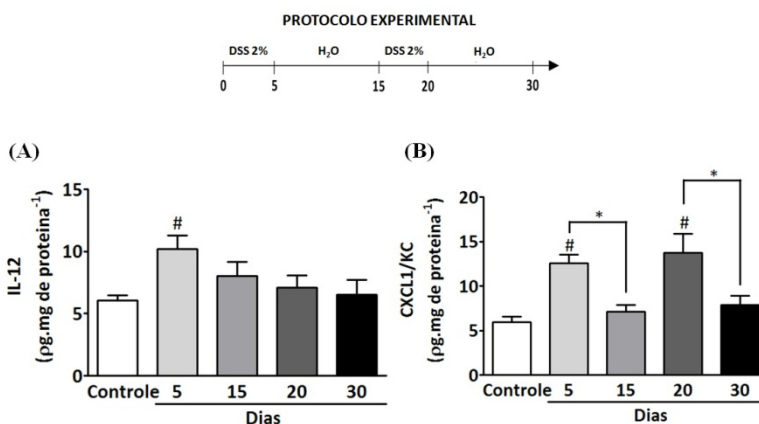 PROTOCOLO EXPERIMENTAL
DSS 2% H₂O DSS 2% H₂O
0 5 15 20 30
(A)
IL-12
(ρg.mg de proteina⁻¹)
15
10
5
0
#
Controle 5 15 20 30
Dias
(B)
CXCL1/KC
(ρg.mg de proteina⁻¹)
20
15
10
5
0
# * # *
Controle 5 15 20 30
Dias